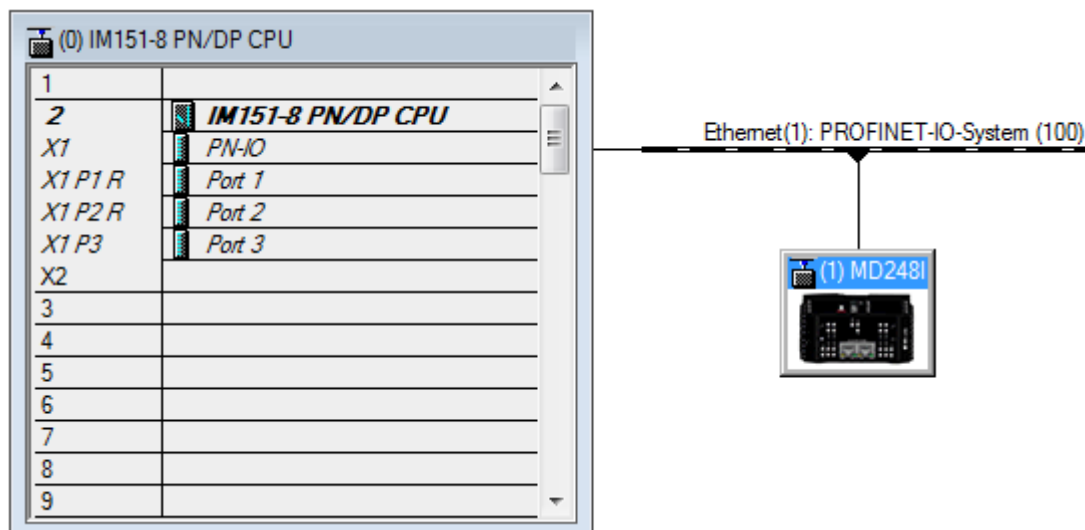 (0) IM151-8 PN/DP CPU
1
2 IM151-8 PN/DP CPU
X1 PN-IO
X1 P1 R Port 1
X1 P2 R Port 2
X1 P3 Port 3
X2
3
4
5
6
7
8
9
Ethernet(1): PROFINET-IO-System (100)
(1) MD248I